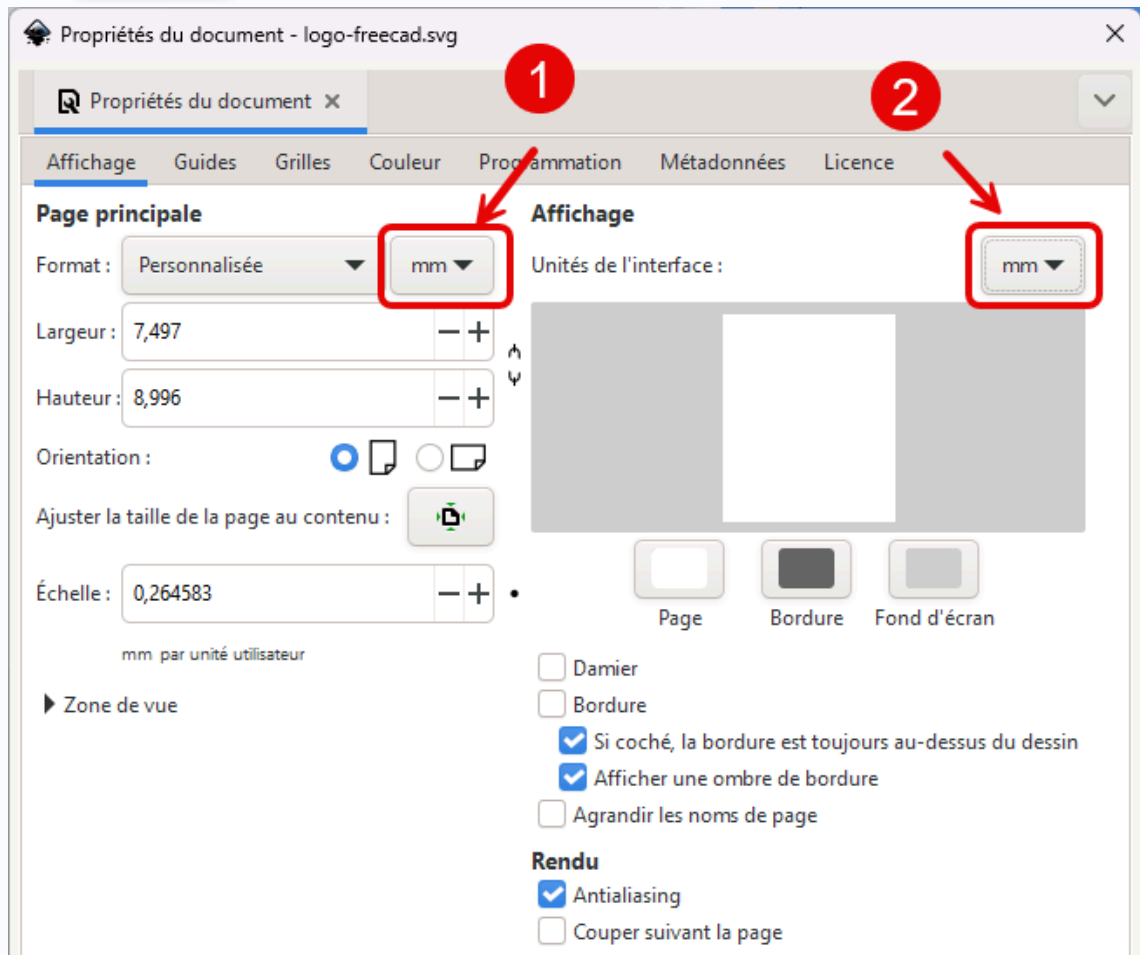 Propriétés du document - logo-freecad.svg
1
2
Propriétés du document
Affichage Guides Grilles Couleur Programmation Métadonnées Licence
Page principale
Format : Personnalisée mm
Largeur : 7,497
Hauteur : 8,996
Orientation :
Ajuster la taille de la page au contenu :
Échelle : 0,264583
mm par unité utilisateur
Zone de vue
Affichage
Unités de l'interface : mm
Page Bordure Fond d'écran
Damier
Bordure
Si coché, la bordure est toujours au-dessus du dessin
Afficher une ombre de bordure
Agrandir les noms de page
Rendu
Antialiasing
Couper suivant la page